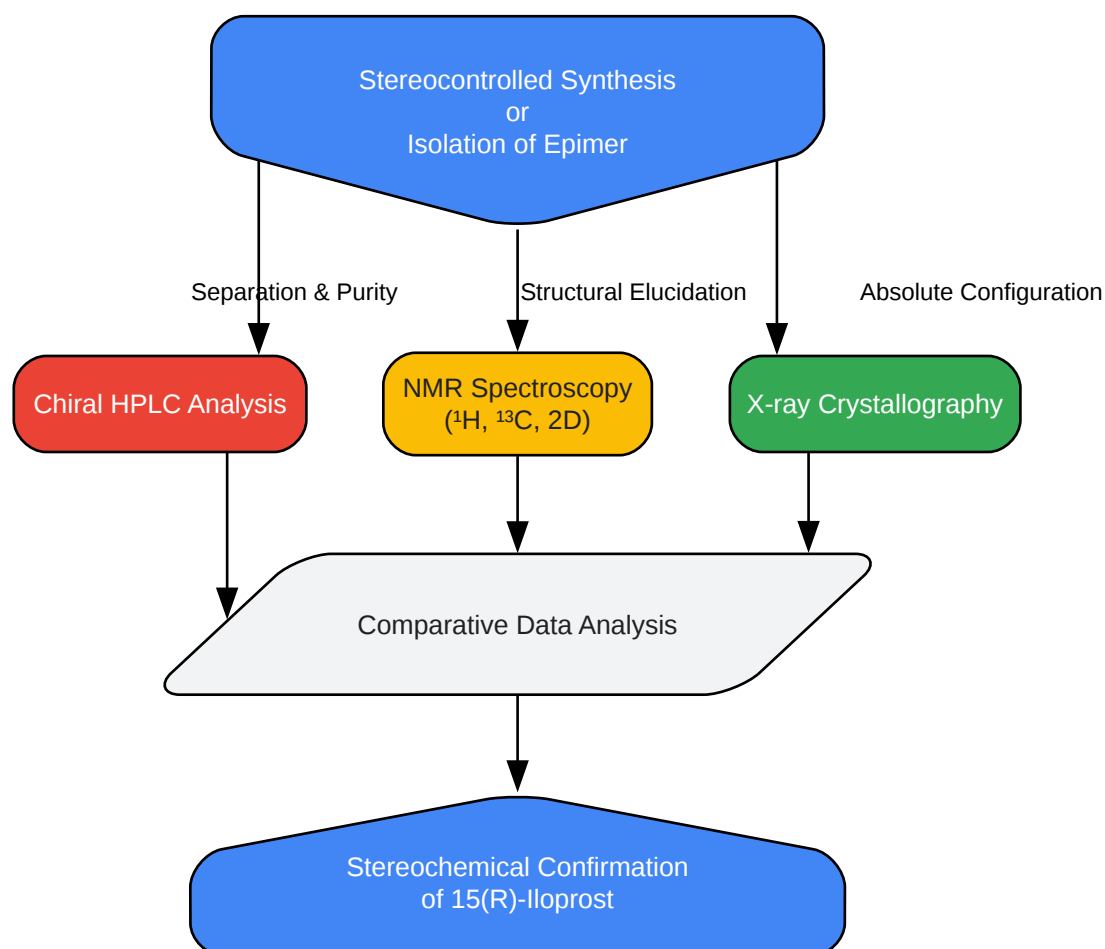 Stereocontrolled Synthesis
or
Isolation of Epimer
Separation & Purity
Structural Elucidation
Absolute Configuration
Chiral HPLC Analysis
NMR Spectroscopy
(¹H, ¹³C, 2D)
X-ray Crystallography
Comparative Data Analysis
Stereochemical Confirmation
of 15(R)-Iloprost